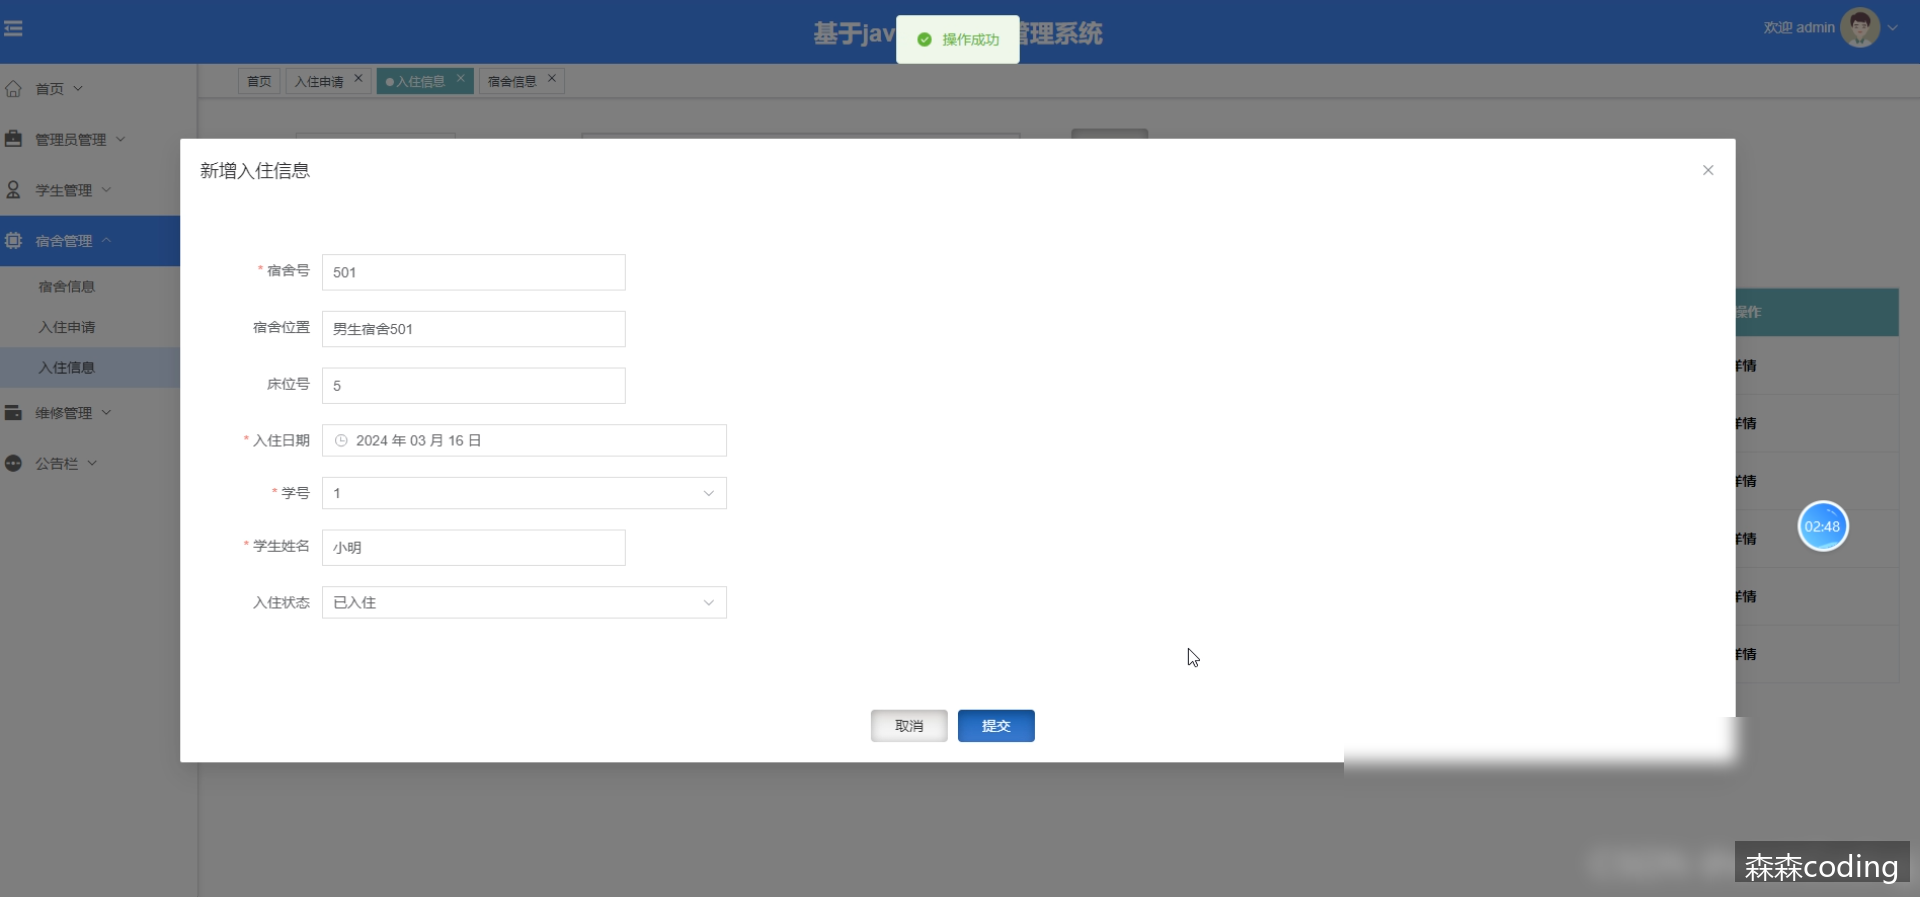 基于jav
管理系统
操作成功
欢迎 admin
首页
管理员管理
学生管理
宿舍管理
宿舍信息
入住申请
入住信息
维修管理
公告栏
首页
入住申请
入住信息
宿舍信息
新增入住信息
* 宿舍号 501
宿舍位置 男生宿舍501
床位号 5
* 入住日期 2024 年 03 月 16 日
* 学号 1
* 学生姓名 小明
入住状态 已入住
取消
提交
操作
详情
详情
详情
详情
详情
详情
02:48
森森coding